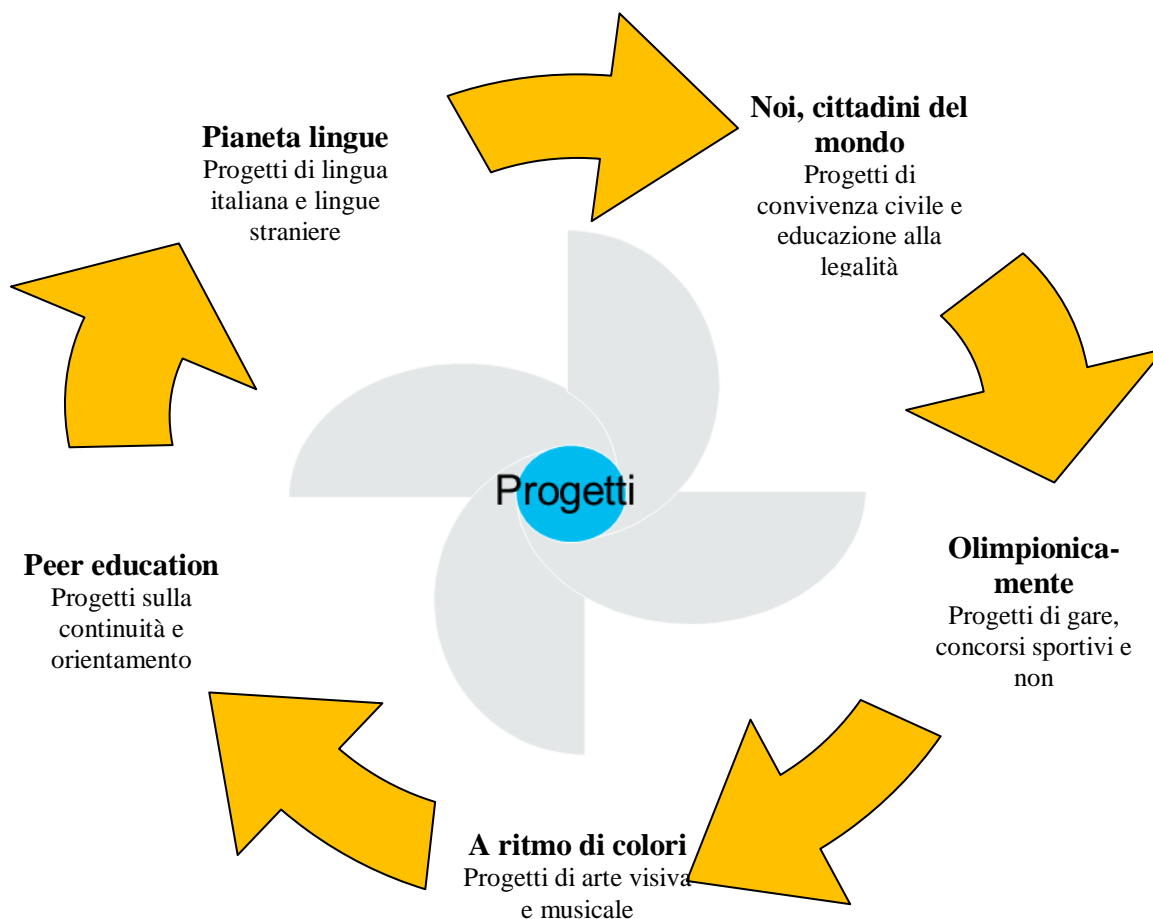 Pianeta lingue
Progetti di lingua
italiana e lingue
straniere
Noi, cittadini del
mondo
Progetti di
convivenza civile e
educazione alla
legalità
Progetti
Olimpionica-
mente
Progetti di gare,
concorsi sportivi e
non
A ritmo di colori
Progetti di arte visiva
e musicale
Peer education
Progetti sulla
continuità e
orientamento